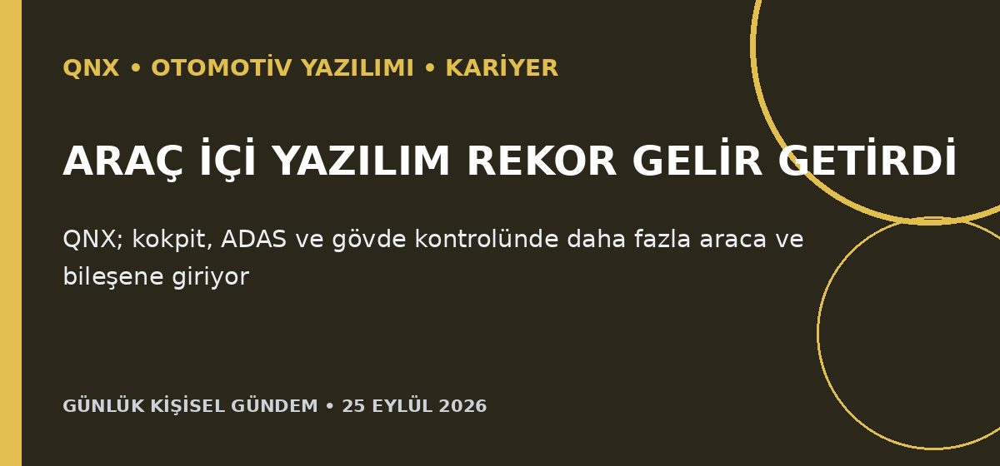 QNX • OTOMOTİV YAZILIMI • KARİYER
ARAÇ İÇİ YAZILIM REKOR GELİR GETİRDİ
QNX; kokpit, ADAS ve gövde kontrolünde daha fazla araca ve
bileşene giriyor
GÜNLÜK KİŞİSEL GÜNDEM • 25 EYLÜL 2026